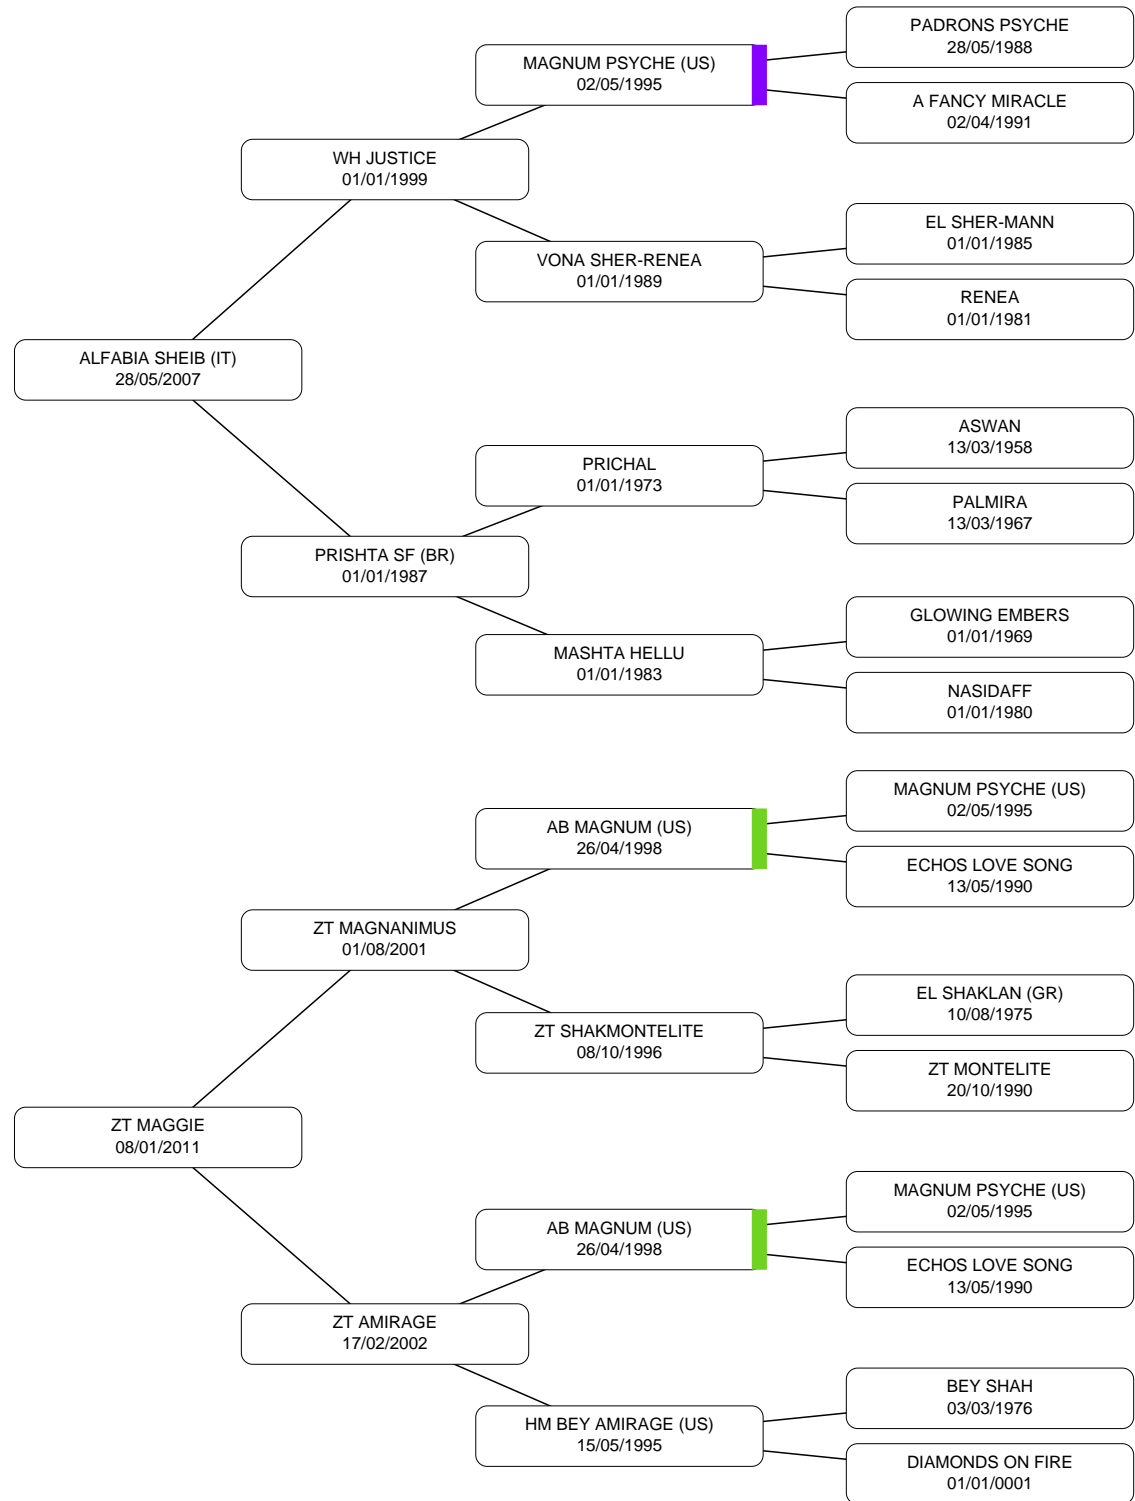 PADRONS PSYCHE
28/05/1988
MAGNUM PSYCHE (US)
02/05/1995
A FANCY MIRACLE
02/04/1991
WH JUSTICE
01/01/1999
EL SHER-MANN
01/01/1985
VONA SHER-RENEA
01/01/1989
RENEA
01/01/1981
ALFABIA SHEIB (IT)
28/05/2007
ASWAN
13/03/1958
PRICHAL
01/01/1973
PALMIRA
13/03/1967
PRISHTA SF (BR)
01/01/1987
GLOWING EMBERS
01/01/1969
MASHTA HELLU
01/01/1983
NASIDAFF
01/01/1980
MAGNUM PSYCHE (US)
02/05/1995
AB MAGNUM (US)
26/04/1998
ECHOS LOVE SONG
13/05/1990
ZT MAGNANIMUS
01/08/2001
EL SHAKLAN (GR)
10/08/1975
ZT SHAKMONTELITE
08/10/1996
ZT MONTELITE
20/10/1990
ZT MAGGIE
08/01/2011
MAGNUM PSYCHE (US)
02/05/1995
AB MAGNUM (US)
26/04/1998
ECHOS LOVE SONG
13/05/1990
ZT AMIRAGE
17/02/2002
BEY SHAH
03/03/1976
HM BEY AMIRAGE (US)
15/05/1995
DIAMONDS ON FIRE
01/01/0001